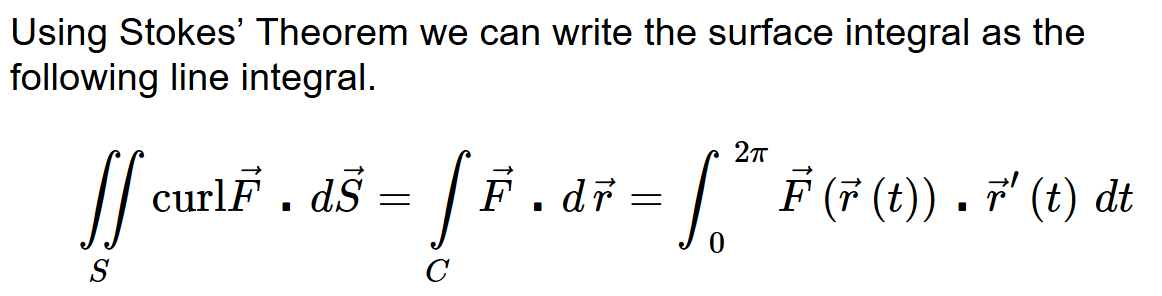 Using Stokes’ Theorem we can write the surface integral as the
following line integral.
∬_S curl F⃗ ⋅ dS⃗ = ∫_C F⃗ ⋅ dr⃗ = ∫_0^{2π} F⃗ (r⃗ (t)) ⋅ r⃗′ (t) dt